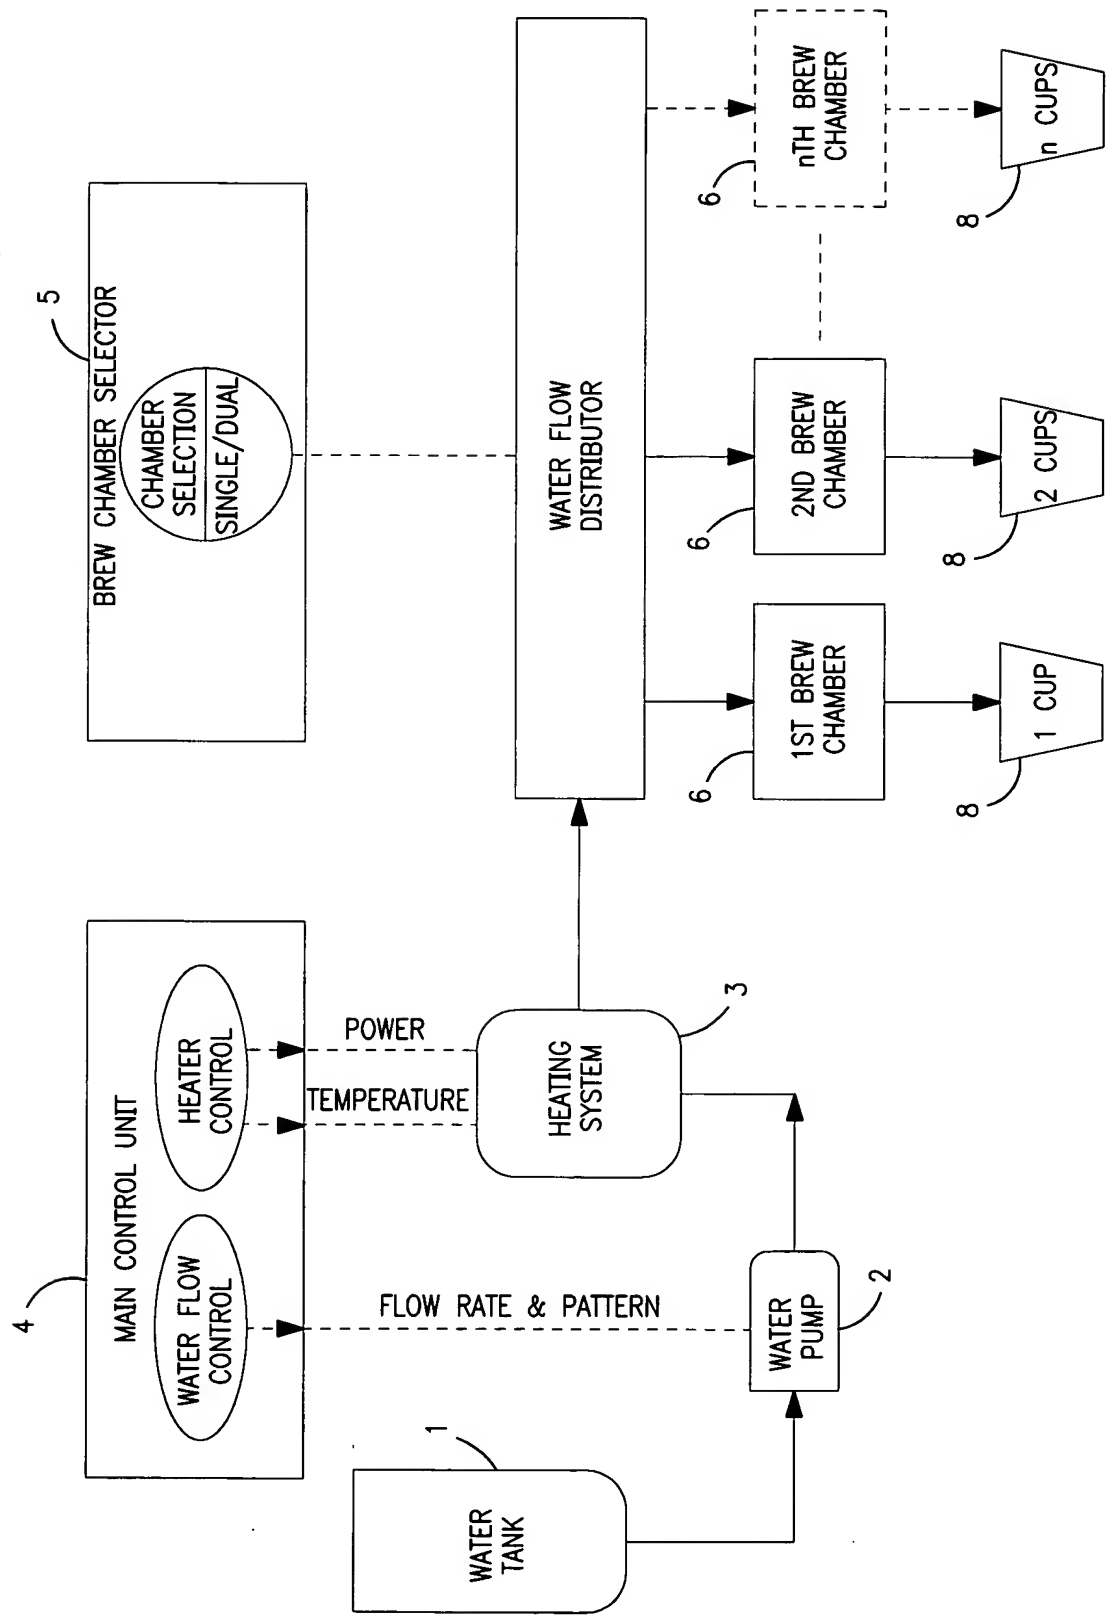 4
MAIN CONTROL UNIT
WATER FLOW
CONTROL
HEATER
CONTROL
5
BREW CHAMBER SELECTOR
CHAMBER
SELECTION
SINGLE/DUAL
FLOW RATE & PATTERN
TEMPERATURE
POWER
1
WATER
TANK
WATER
PUMP
2
HEATING
SYSTEM
3
WATER FLOW
DISTRIBUTOR
6
1ST BREW
CHAMBER
6
2ND BREW
CHAMBER
6
nTH BREW
CHAMBER
8
1 CUP
8
2 CUPS
8
n CUPS